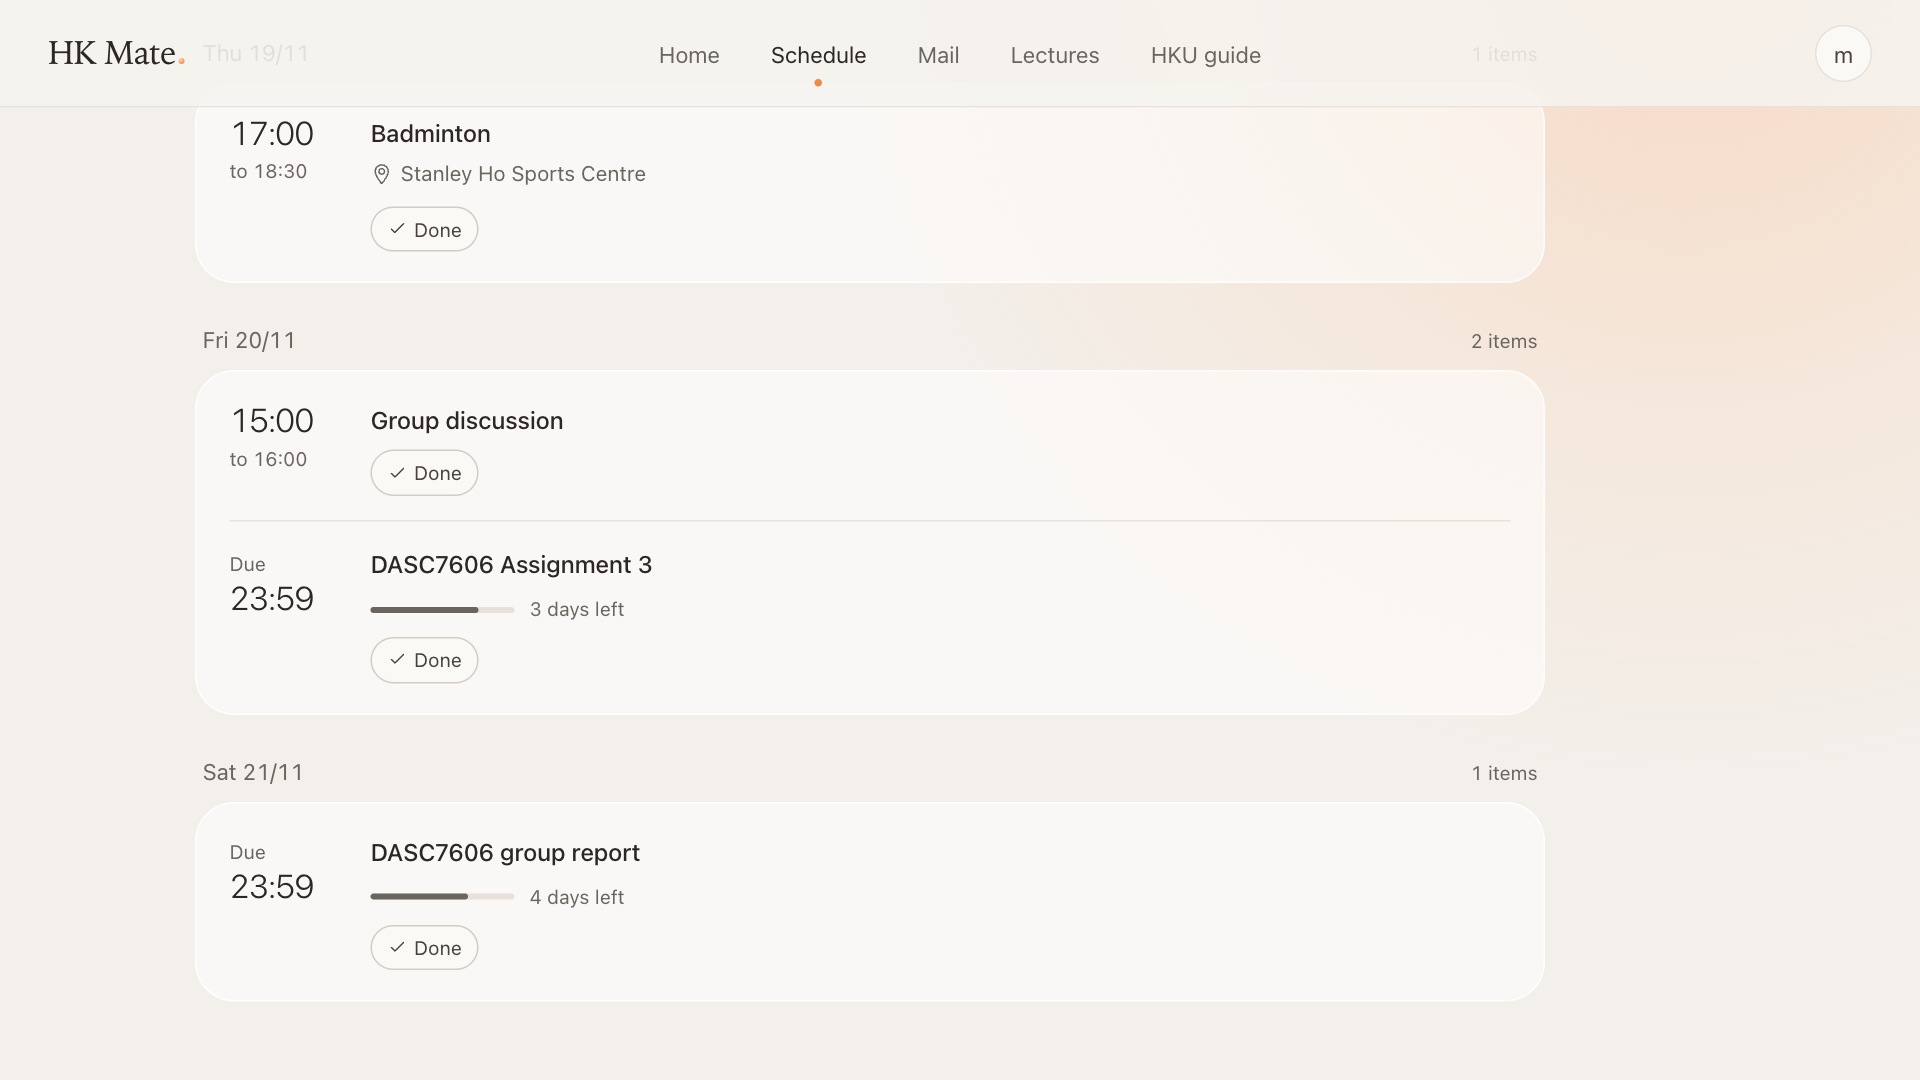 HK Mate.
Home
Schedule
Mail
Lectures
HKU guide
m
Thu 19/11
1 items
17:00
to 18:30
Badminton
Stanley Ho Sports Centre
Done
Fri 20/11
2 items
15:00
to 16:00
Group discussion
Done
Due
23:59
DASC7606 Assignment 3
3 days left
Done
Sat 21/11
1 items
Due
23:59
DASC7606 group report
4 days left
Done